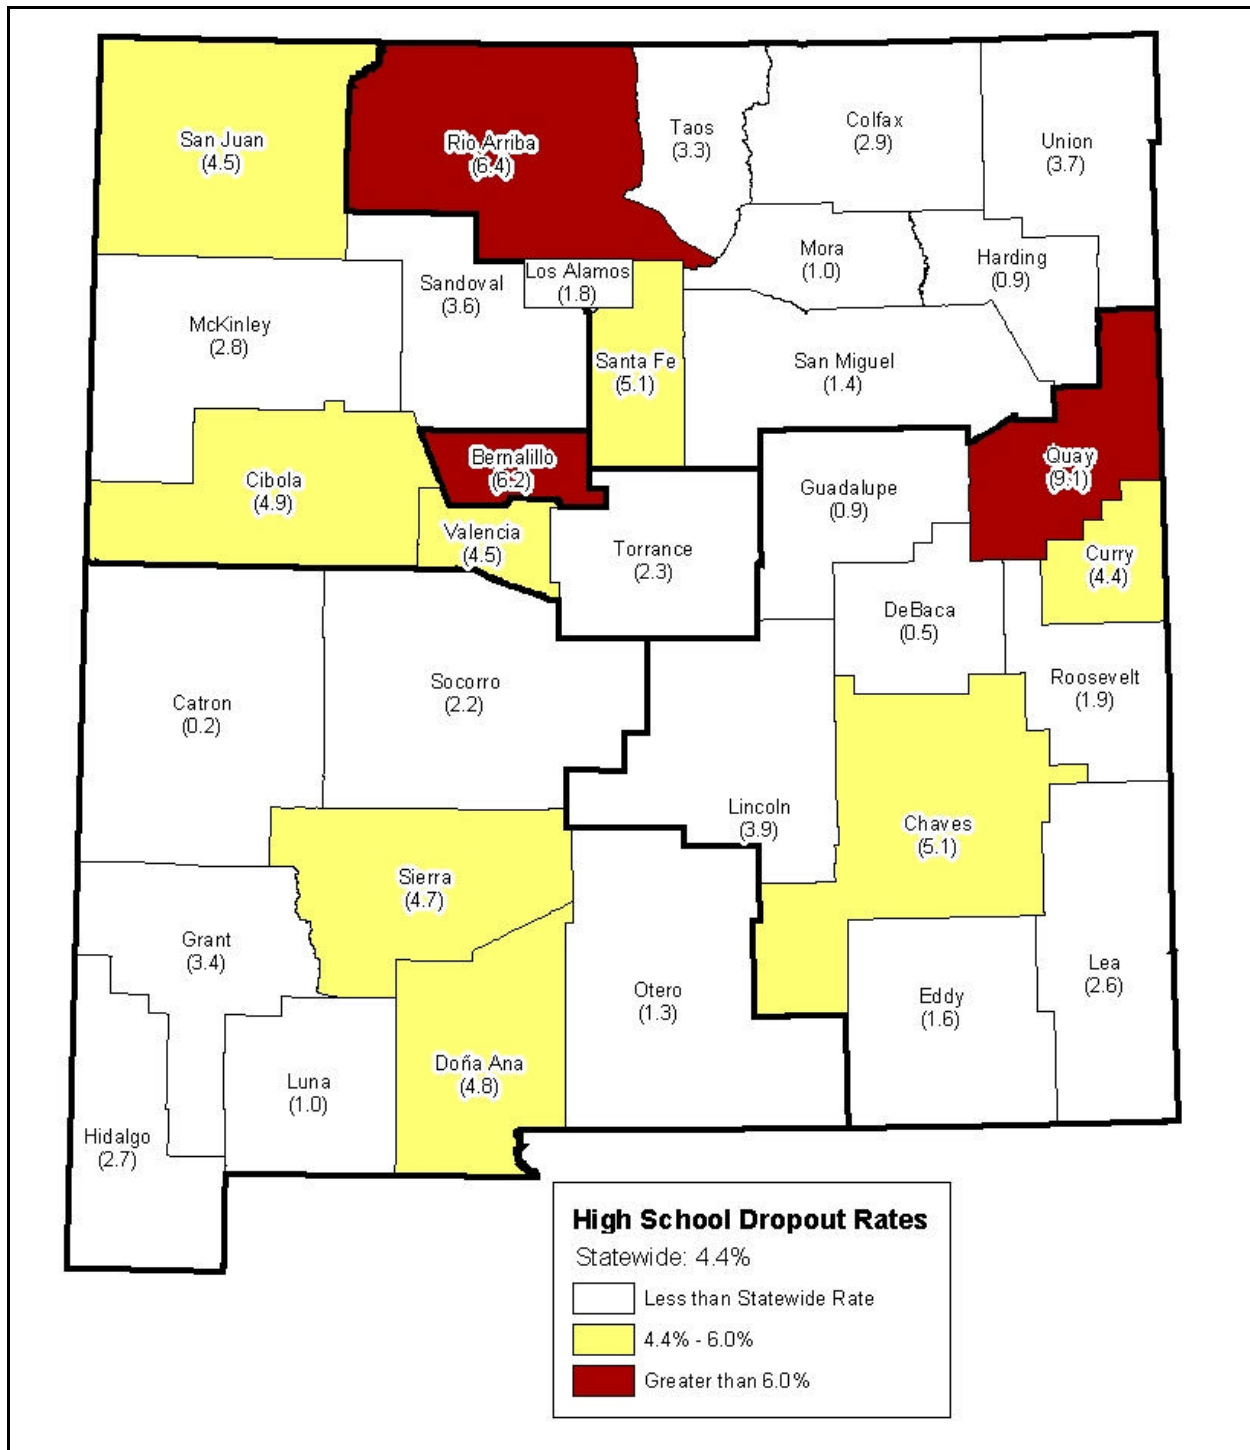 San Juan
(4.5)
Rio Arriba
(6.4)
Taos
(3.3)
Colfax
(2.9)
Union
(3.7)
Mora
(1.0)
Harding
(0.9)
Los Alamos
(1.8)
Sandoval
(3.6)
McKinley
(2.8)
Santa Fe
(5.1)
San Miguel
(1.4)
Quay
(9.1)
Bernalillo
(6.2)
Cibola
(4.9)
Guadalupe
(0.9)
Valencia
(4.5)
Torrance
(2.3)
Curry
(4.4)
DeBaca
(0.5)
Roosevelt
(1.9)
Catron
(0.2)
Socorro
(2.2)
Lincoln
(3.9)
Chaves
(5.1)
Sierra
(4.7)
Grant
(3.4)
Otero
(1.3)
Eddy
(1.6)
Lea
(2.6)
Doña Ana
(4.8)
Luna
(1.0)
Hidalgo
(2.7)
High School Dropout Rates
Statewide: 4.4%
Less than Statewide Rate
4.4% - 6.0%
Greater than 6.0%